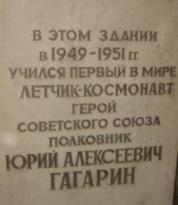 В ЭТОМ ЗДАНИИ
в 1949-1951 гг.
УЧИЛСЯ ПЕРВЫЙ В МИРЕ
ЛЕТЧИК-КОСМОНАВТ
ГЕРОЙ
СОВЕТСКОГО СОЮЗА
ПОЛКОВНИК
ЮРИЙ АЛЕКСЕЕВИЧ
ГАГАРИН